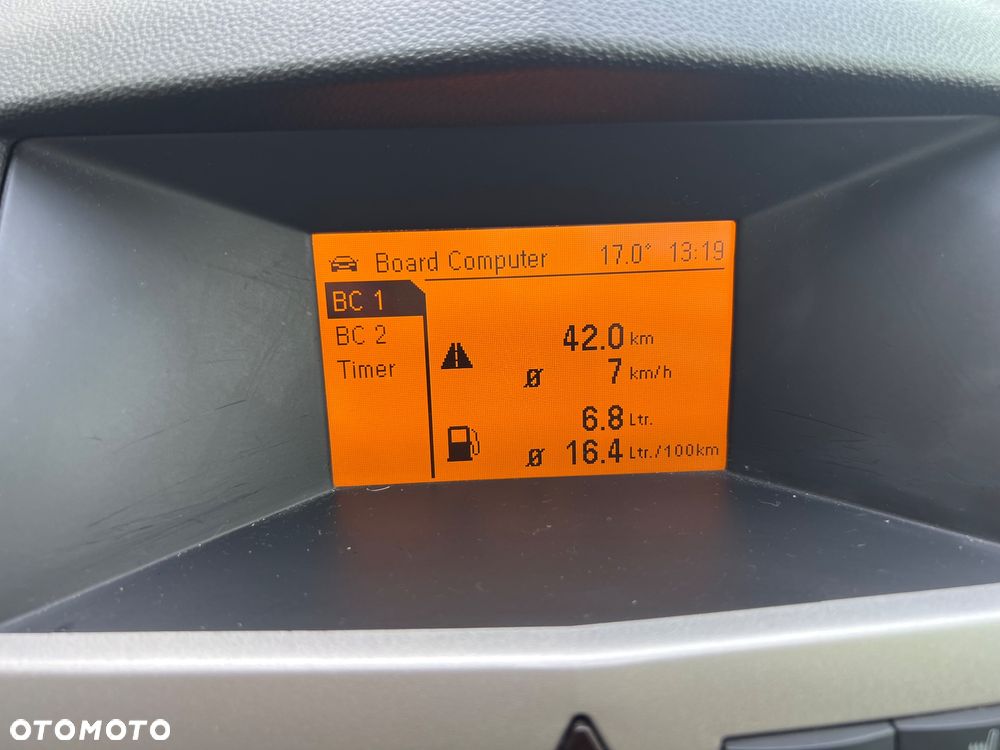 Board Computer 17.0° 13:19
BC 1
BC 2
Timer
42.0 km
Ø 7 km/h
6.8 Ltr.
Ø 16.4 Ltr./100km
OTOMOTO